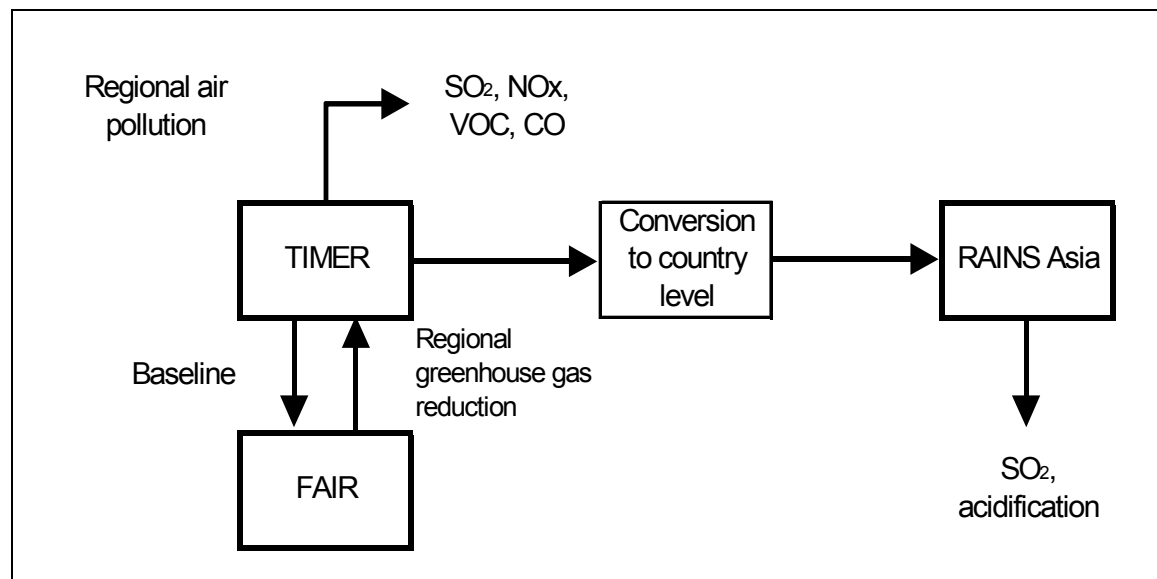 Regional air
pollution
SO₂, NOx,
VOC, CO
TIMER
Conversion
to country
level
RAINS Asia
Baseline
Regional
greenhouse gas
reduction
FAIR
SO₂,
acidification